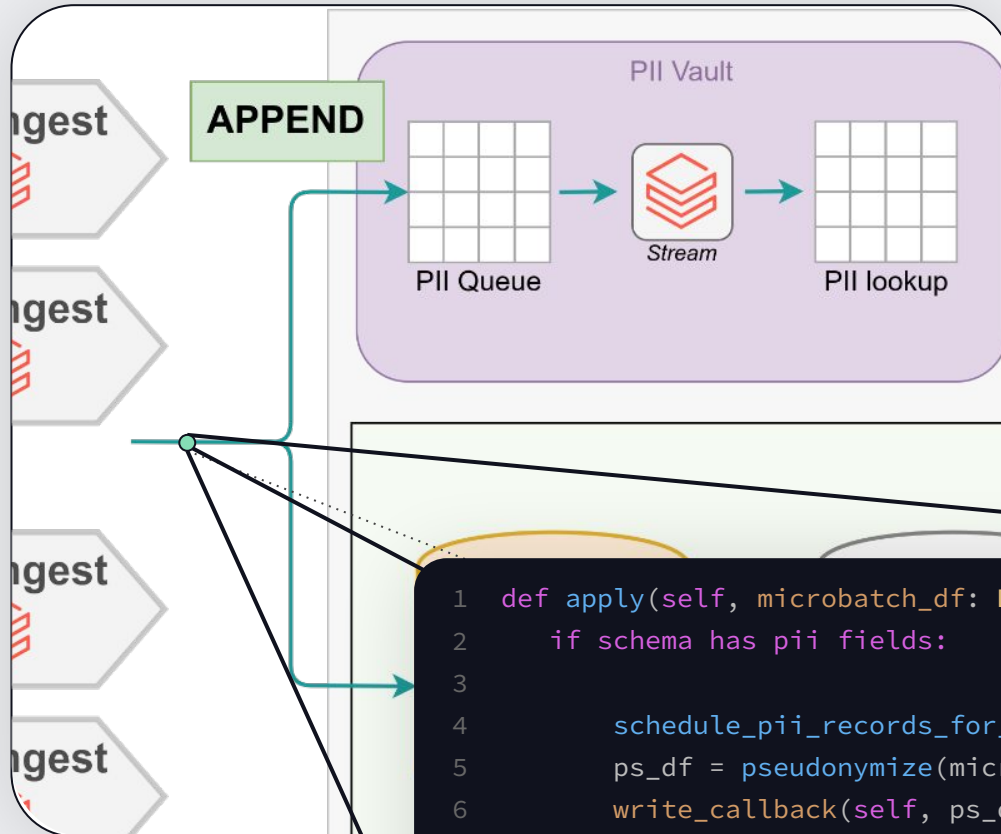 PII Vault
ngest
APPEND
Stream
PII Queue
PII lookup
ngest
ngest
ngest
1 def apply(self, microbatch_df:
2 if schema has pii fields:
3
4 schedule_pii_records_for_
5 ps_df = pseudonymize(mic
6 write_callback(self, ps_